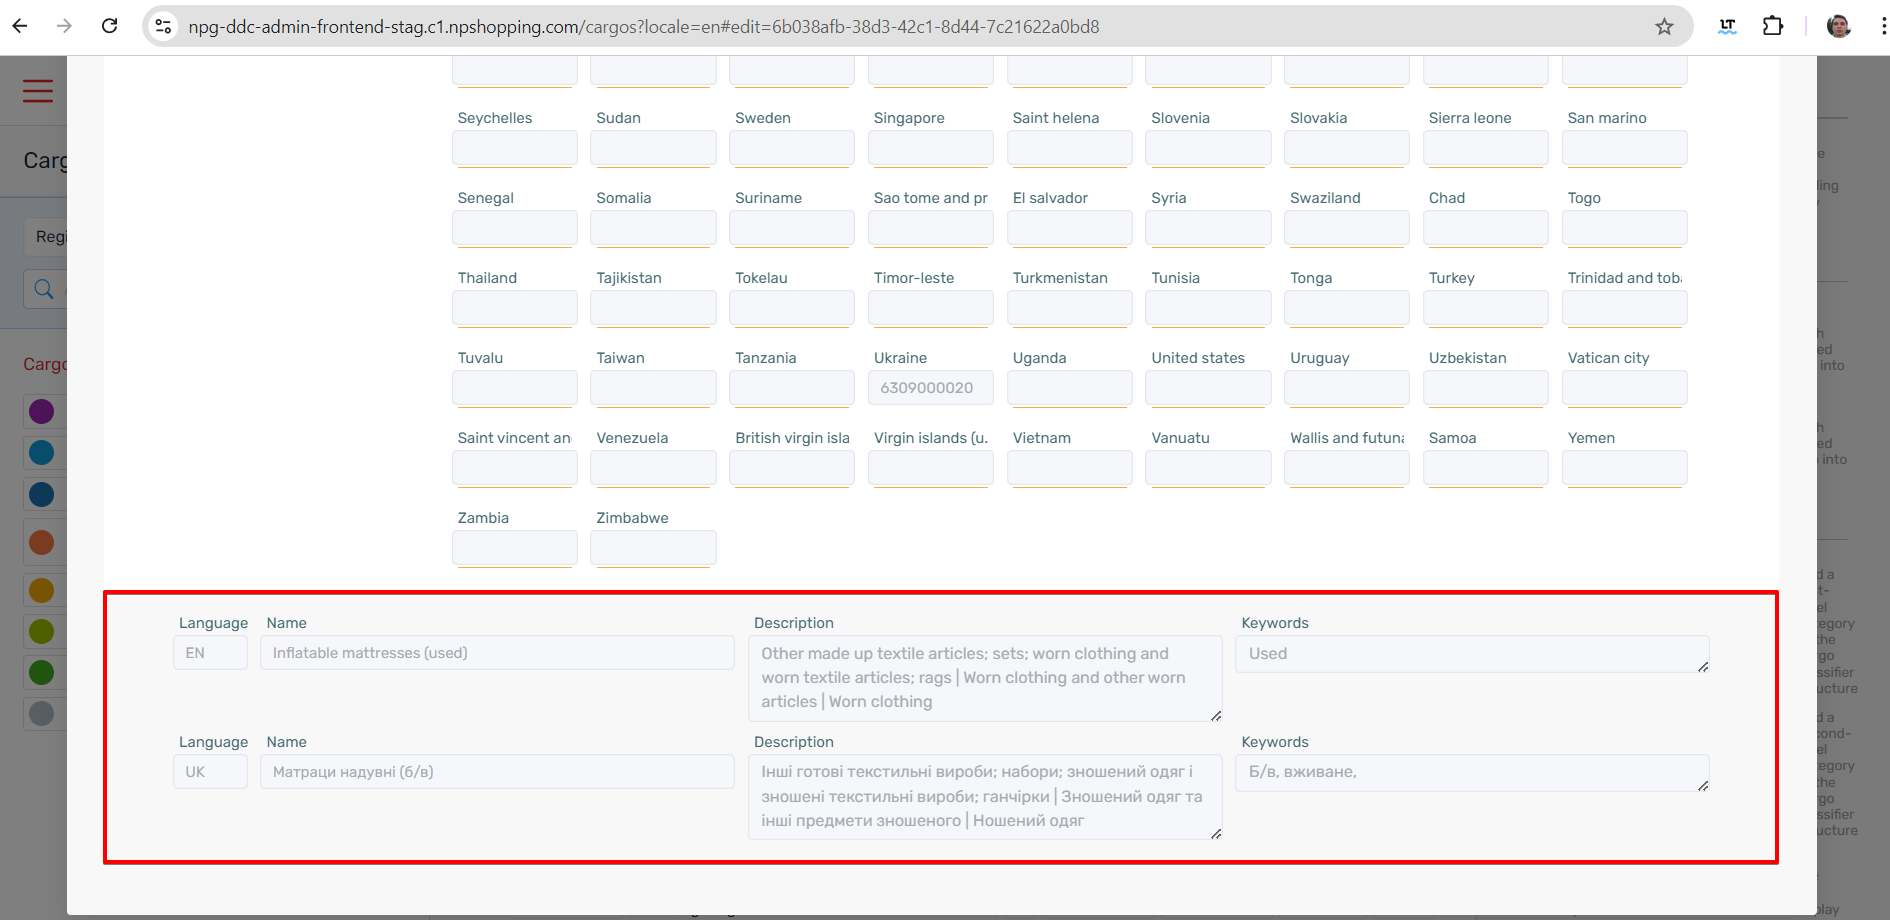 npg-ddc-admin-frontend-stag.c1.npshopping.com/cargos?locale=en#edit=6b038afb-38d3-42c1-8d44-7c21622a0bd8
LT
Carg
Regi
Cargo
Seychelles Sudan Sweden Singapore Saint helena Slovenia Slovakia Sierra leone San marino
Senegal Somalia Suriname Sao tome and pr El salvador Syria Swaziland Chad Togo
Thailand Tajikistan Tokelau Timor-leste Turkmenistan Tunisia Tonga Turkey Trinidad and toba
Tuvalu Taiwan Tanzania Ukraine Uganda United states Uruguay Uzbekistan Vatican city
6309000020
Saint vincent an Venezuela British virgin isla Virgin islands (u. Vietnam Vanuatu Wallis and futuna Samoa Yemen
Zambia Zimbabwe
Language Name Description Keywords
EN Inflatable mattresses (used) Other made up textile articles; sets; worn clothing and Used
worn textile articles; rags | Worn clothing and other worn
articles | Worn clothing
Language Name Description Keywords
UK Матраци надувні (б/в) Інші готові текстильні вироби; набори; зношений одяг і Б/в, вживане,
зношені текстильні вироби; ганчірки | Зношений одяг та
інші предмети зношеного | Ношений одяг
into
into